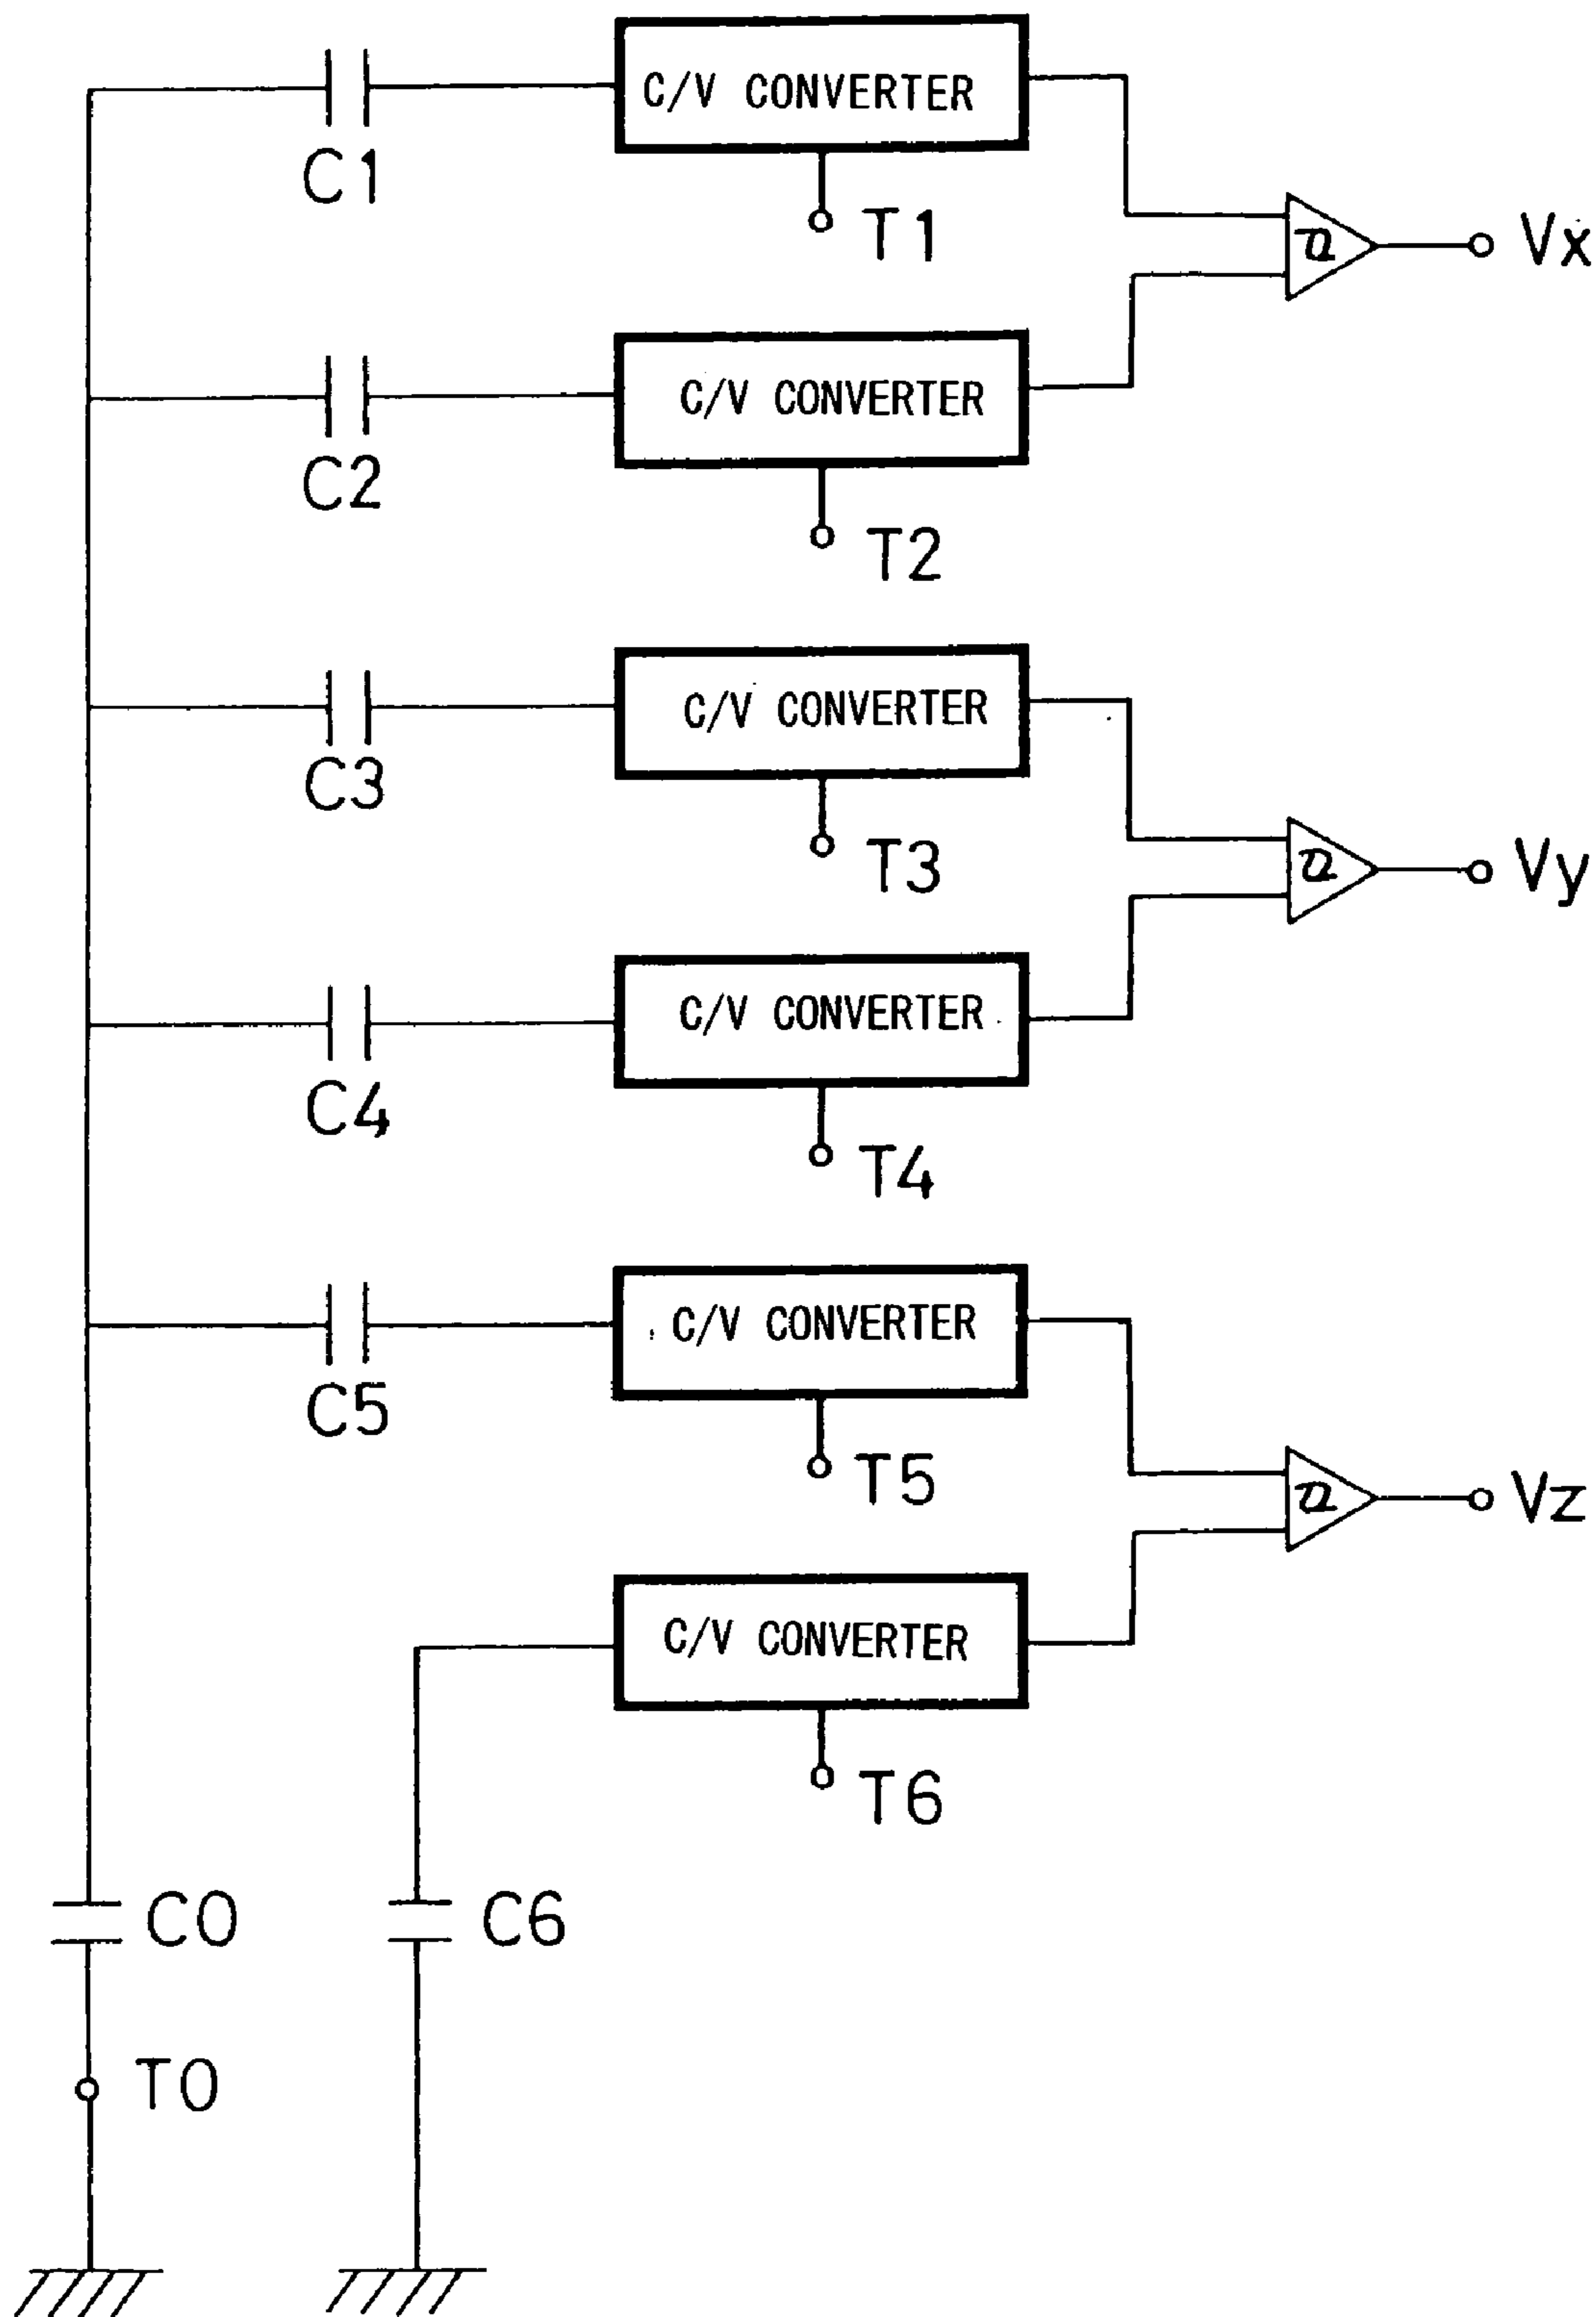 C/V CONVERTER
C1
T1
Vx
C/V CONVERTER
C2
T2
C/V CONVERTER
C3
T3
Vy
C/V CONVERTER
C4
T4
C/V CONVERTER
C5
T5
Vz
C/V CONVERTER
T6
C0
C6
T0